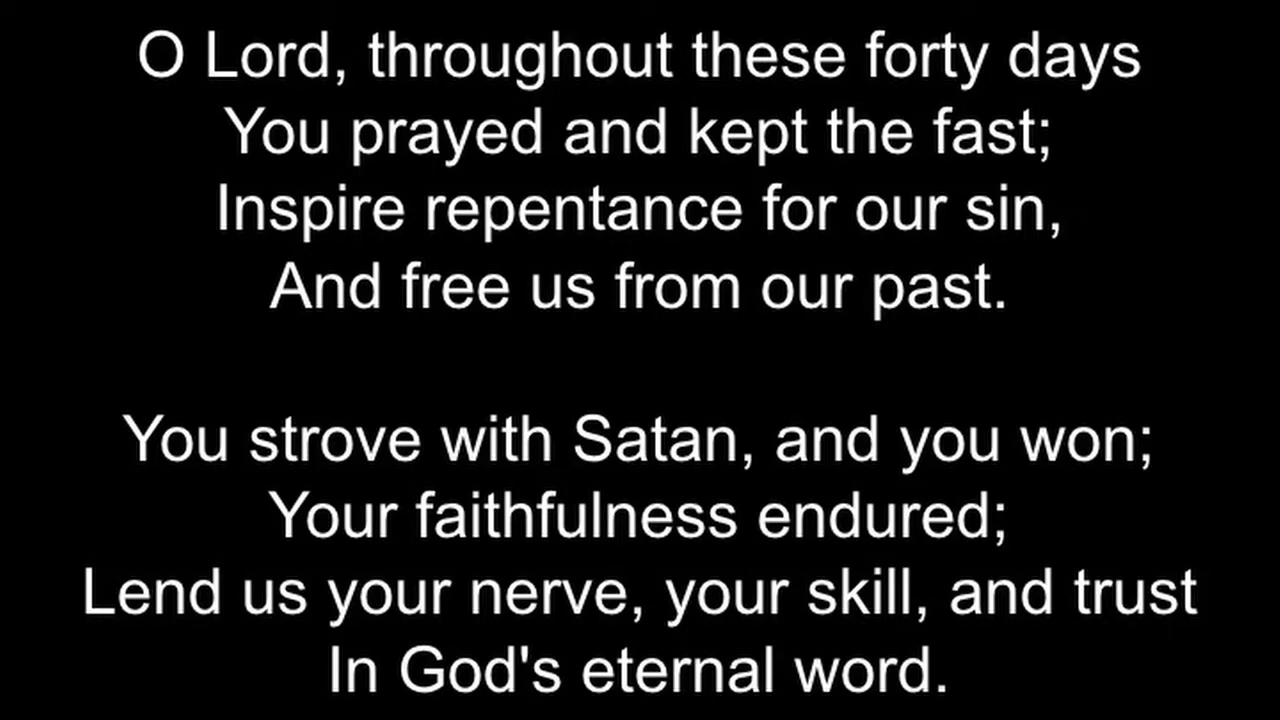 O Lord, throughout these forty days
You prayed and kept the fast;
Inspire repentance for our sin,
And free us from our past.
You strove with Satan, and you won;
Your faithfulness endured;
Lend us your nerve, your skill, and trust
In God's eternal word.